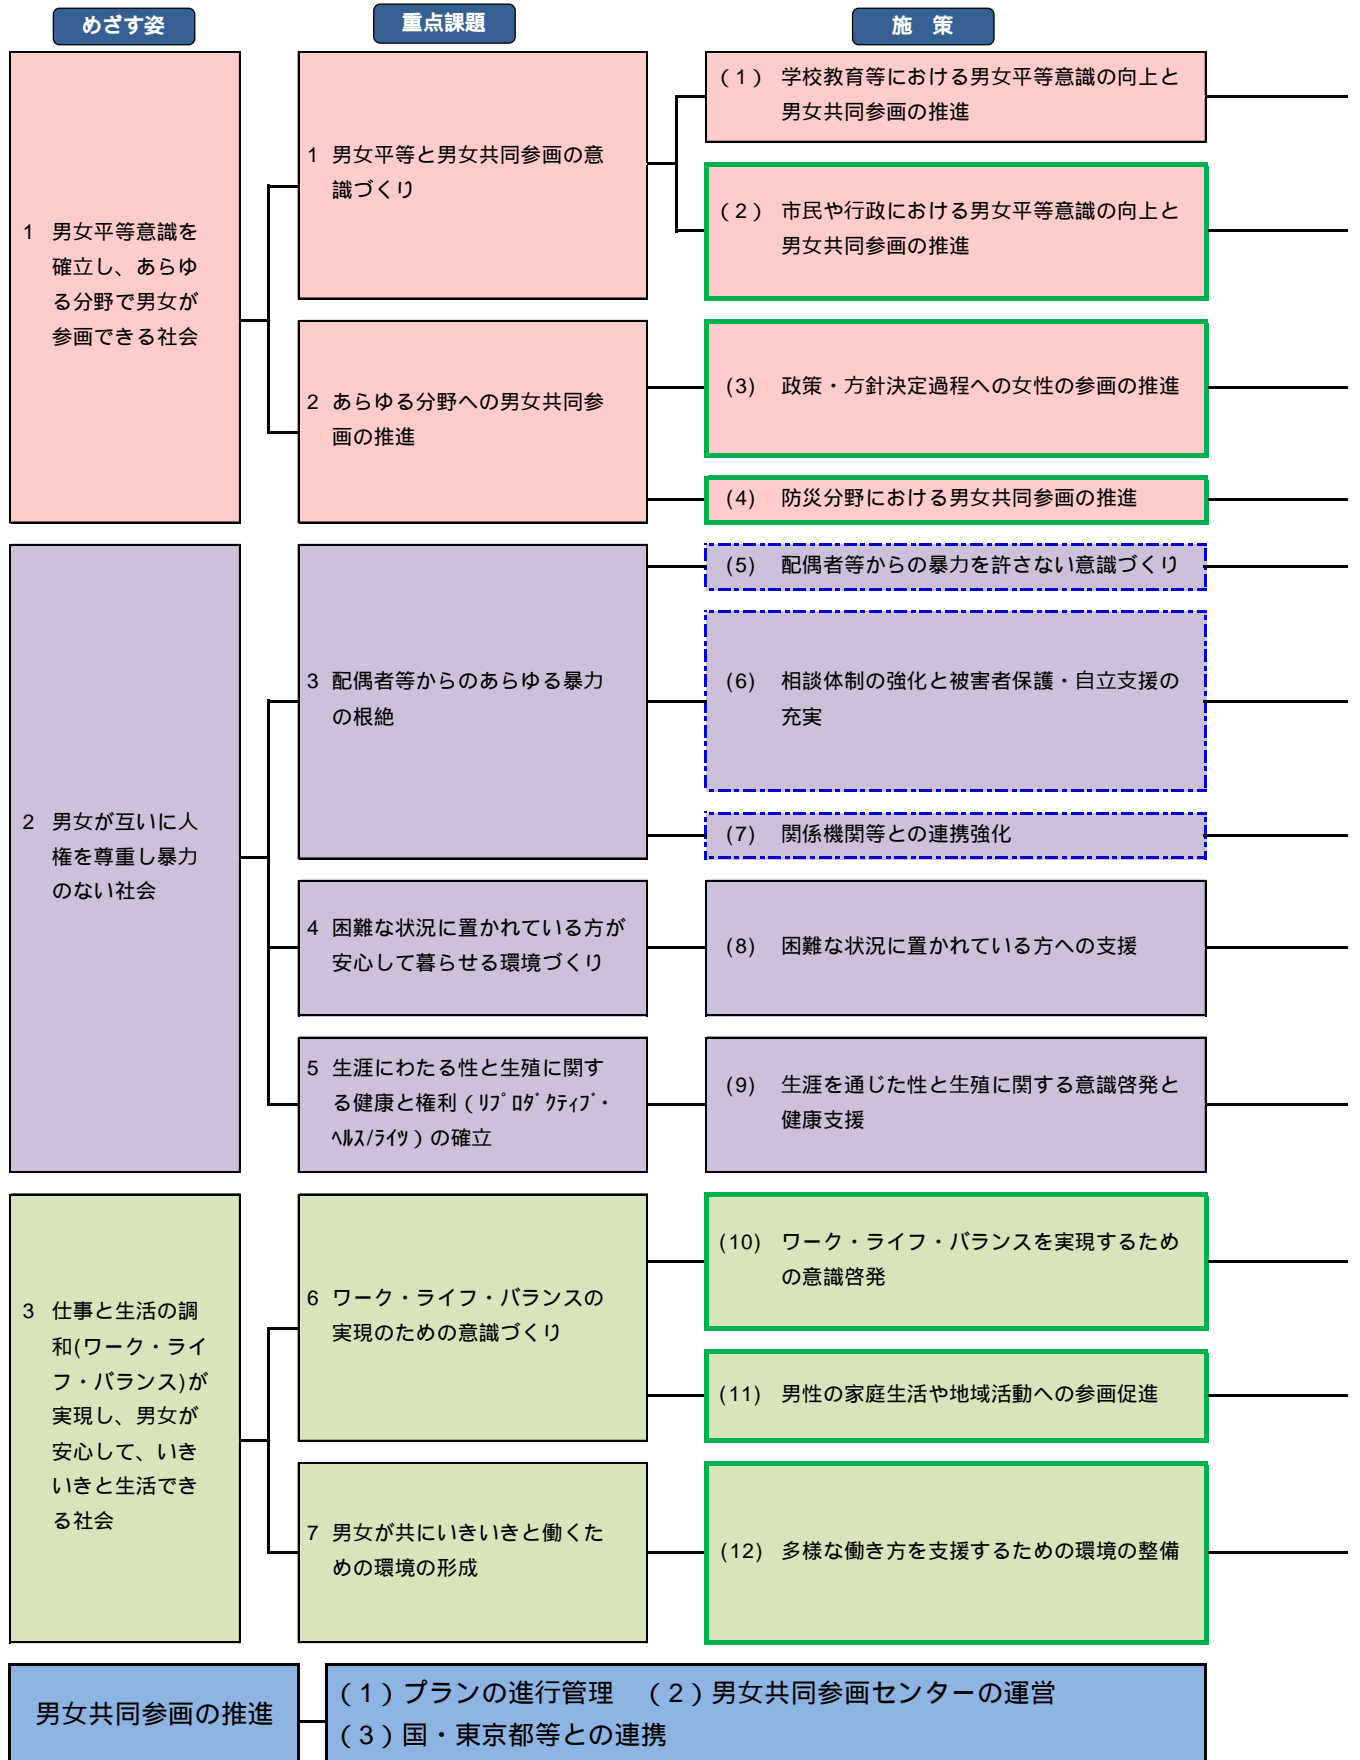 めざす姿
重点課題
施 策
1 男女平等意識を
確立し、あらゆ
る分野で男女が
参画できる社会
1 男女平等と男女共同参画の意
識づくり
(1) 学校教育等における男女平等意識の向上と
男女共同参画の推進
(2) 市民や行政における男女平等意識の向上と
男女共同参画の推進
2 あらゆる分野への男女共同参
画の推進
(3) 政策・方針決定過程への女性の参画の推進
(4) 防災分野における男女共同参画の推進
2 男女が互いに人
権を尊重し暴力
のない社会
3 配偶者等からのあらゆる暴力
の根絶
(5) 配偶者等からの暴力を許さない意識づくり
(6) 相談体制の強化と被害者保護・自立支援の
充実
(7) 関係機関等との連携強化
4 困難な状況に置かれている方が
安心して暮らせる環境づくり
(8) 困難な状況に置かれている方への支援
5 生涯にわたる性と生殖に関す
る健康と権利(ﾘﾌﾟﾛﾀﾞｸﾃｨﾌﾞ・
ﾍﾙｽ/ﾗｲﾂ)の確立
(9) 生涯を通じた性と生殖に関する意識啓発と
健康支援
3 仕事と生活の調
和(ワーク・ライ
フ・バランス)が
実現し、男女が
安心して、いき
いきと生活でき
る社会
6 ワーク・ライフ・バランスの
実現のための意識づくり
(10) ワーク・ライフ・バランスを実現するため
の意識啓発
(11) 男性の家庭生活や地域活動への参画促進
7 男女が共にいきいきと働くた
めの環境の形成
(12) 多様な働き方を支援するための環境の整備
男女共同参画の推進
(1)プランの進行管理 (2)男女共同参画センターの運営
(3)国・東京都等との連携